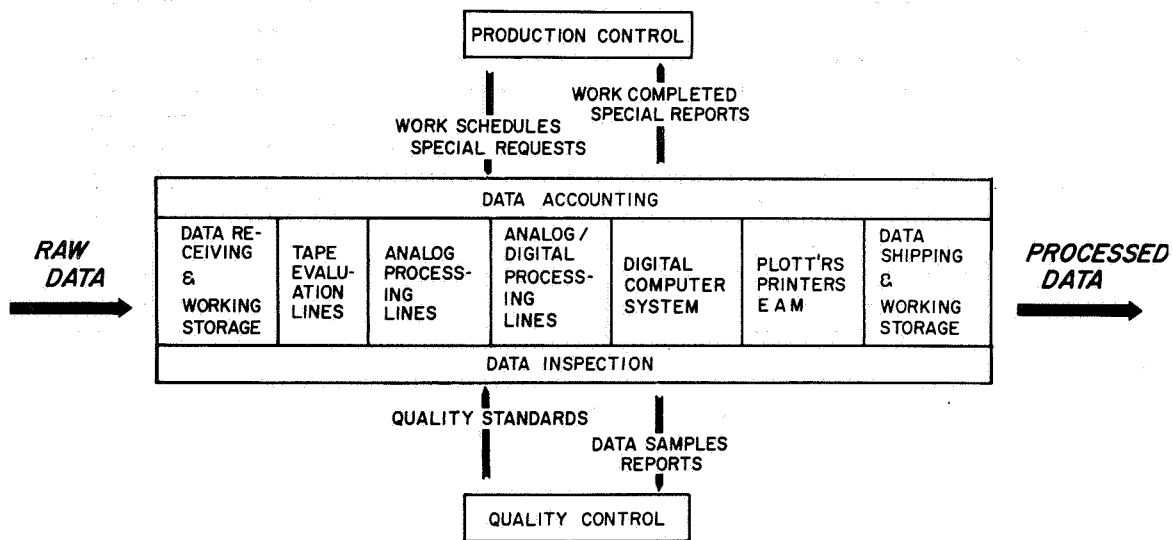 PRODUCTION CONTROL
WORK SCHEDULES
SPECIAL REQUESTS
WORK COMPLETED
SPECIAL REPORTS
DATA ACCOUNTING
RAW
DATA
DATA RE-
CEIVING
&
WORKING
STORAGE
TAPE
EVALU-
ATION
LINES
ANALOG
PROCESS-
ING
LINES
ANALOG/
DIGITAL
PROCESS-
ING
LINES
DIGITAL
COMPUTER
SYSTEM
PLOTT'RS
PRINTERS
E A M
DATA
SHIPPING
&
WORKING
STORAGE
PROCESSED
DATA
DATA INSPECTION
QUALITY STANDARDS
DATA SAMPLES
REPORTS
QUALITY CONTROL